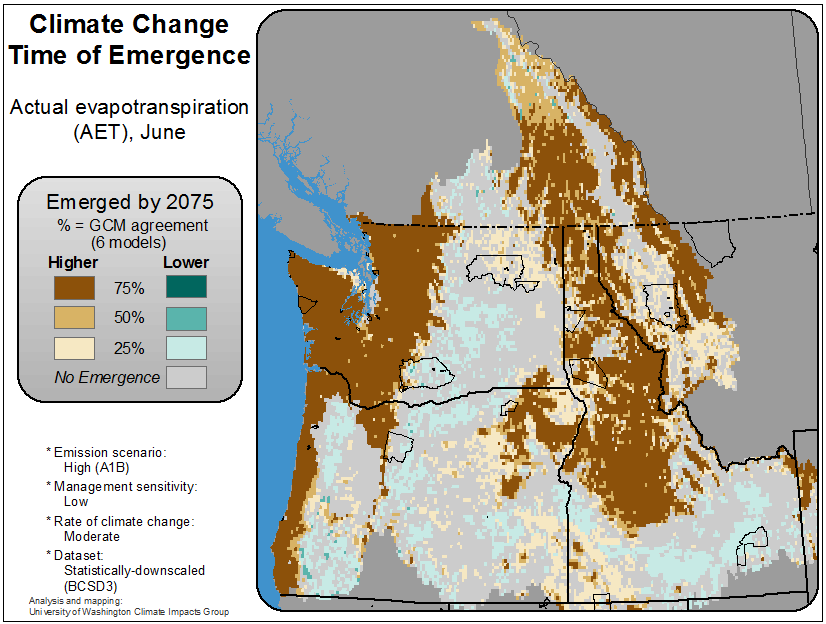 Climate Change
Time of Emergence
Actual evapotranspiration
(AET), June
Emerged by 2075
% = GCM agreement
(6 models)
Higher Lower
75%
50%
25%
No Emergence
* Emission scenario:
High (A1B)
* Management sensitivity:
Low
* Rate of climate change:
Moderate
* Dataset:
Statistically-downscaled
(BCSD3)
Analysis and mapping:
University of Washington Climate Impacts Group